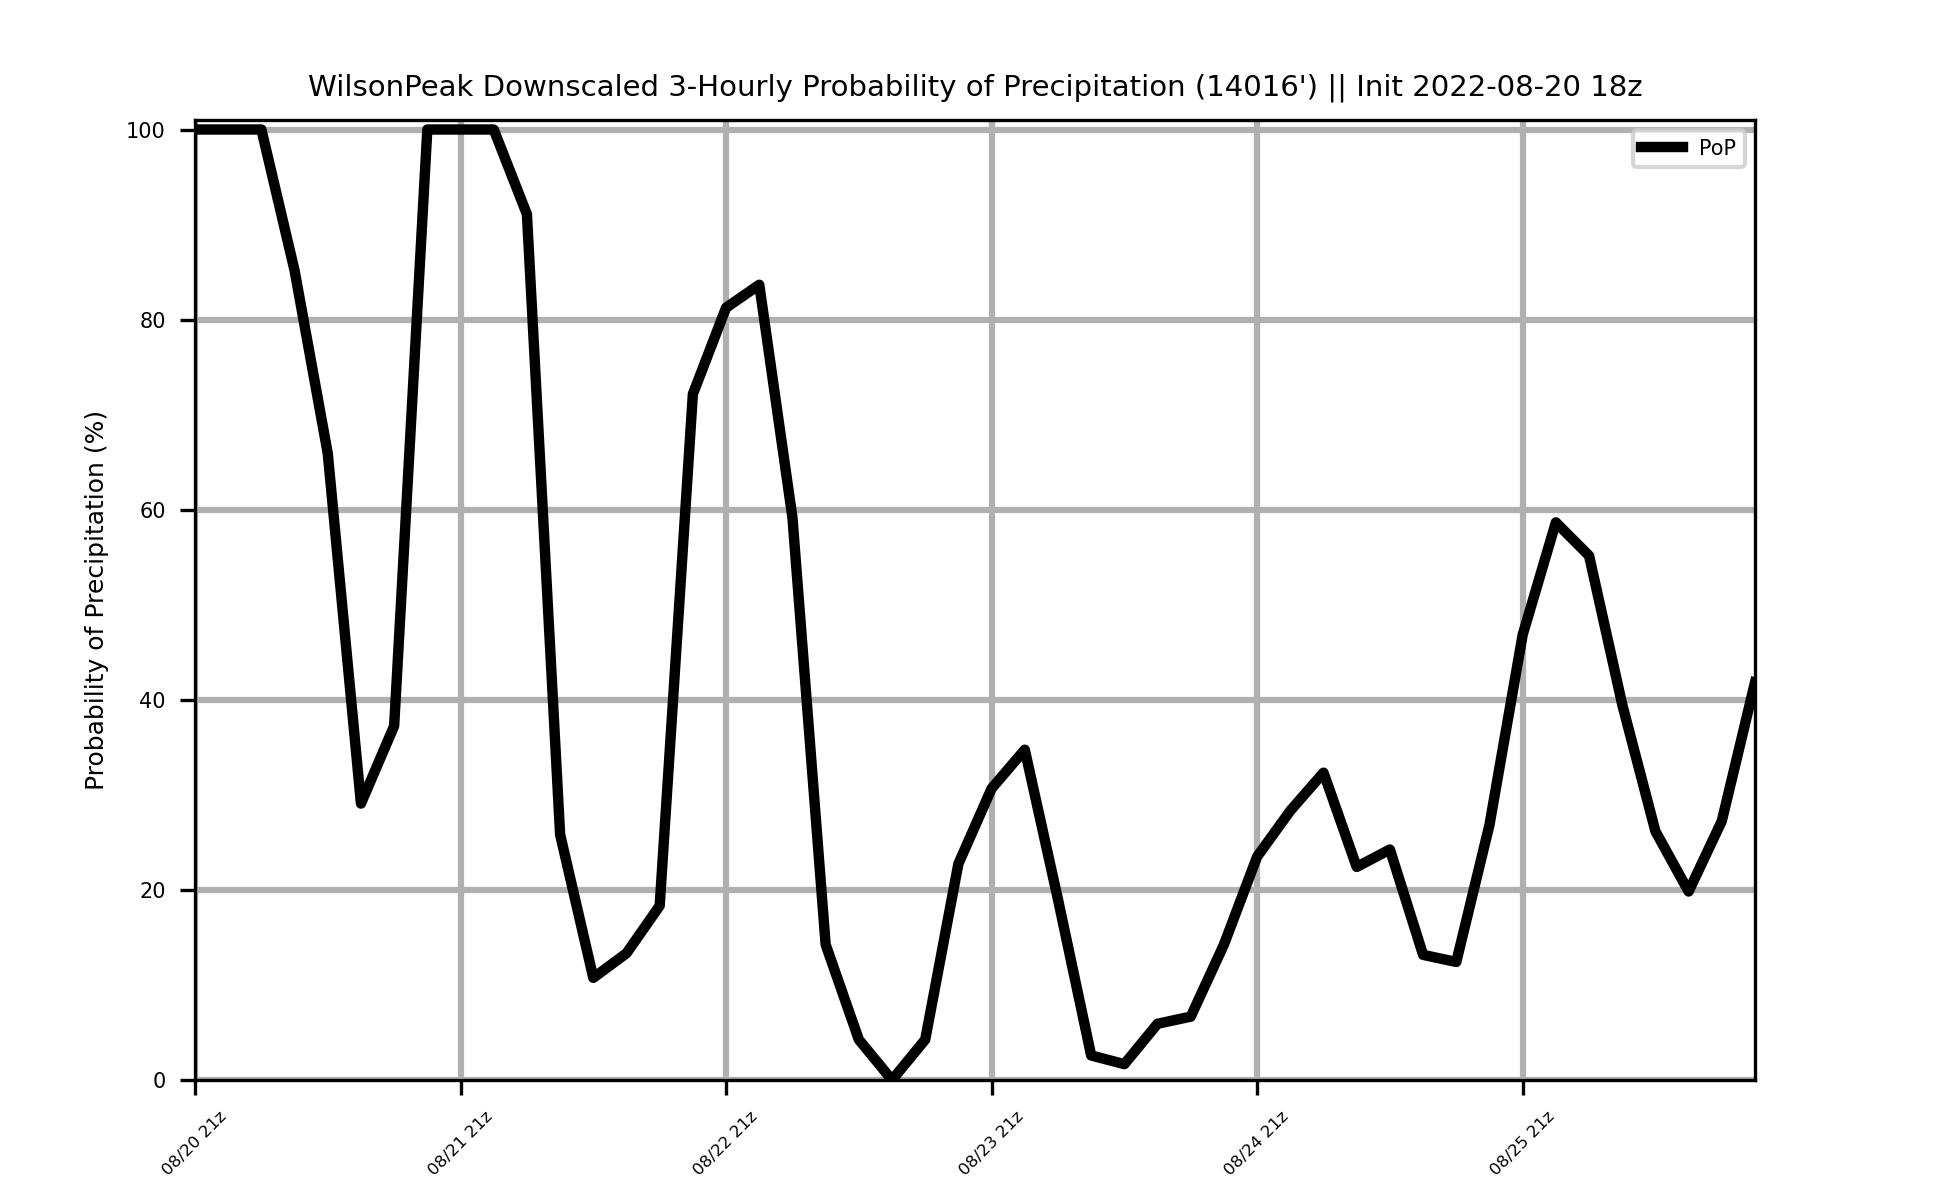 WilsonPeak Downscaled 3-Hourly Probability of Precipitation (14016') || Init 2022-08-20 18z
PoP
Probability of Precipitation (%)
100
80
60
40
20
0
08/20 21z
08/21 21z
08/22 21z
08/23 21z
08/24 21z
08/25 21z